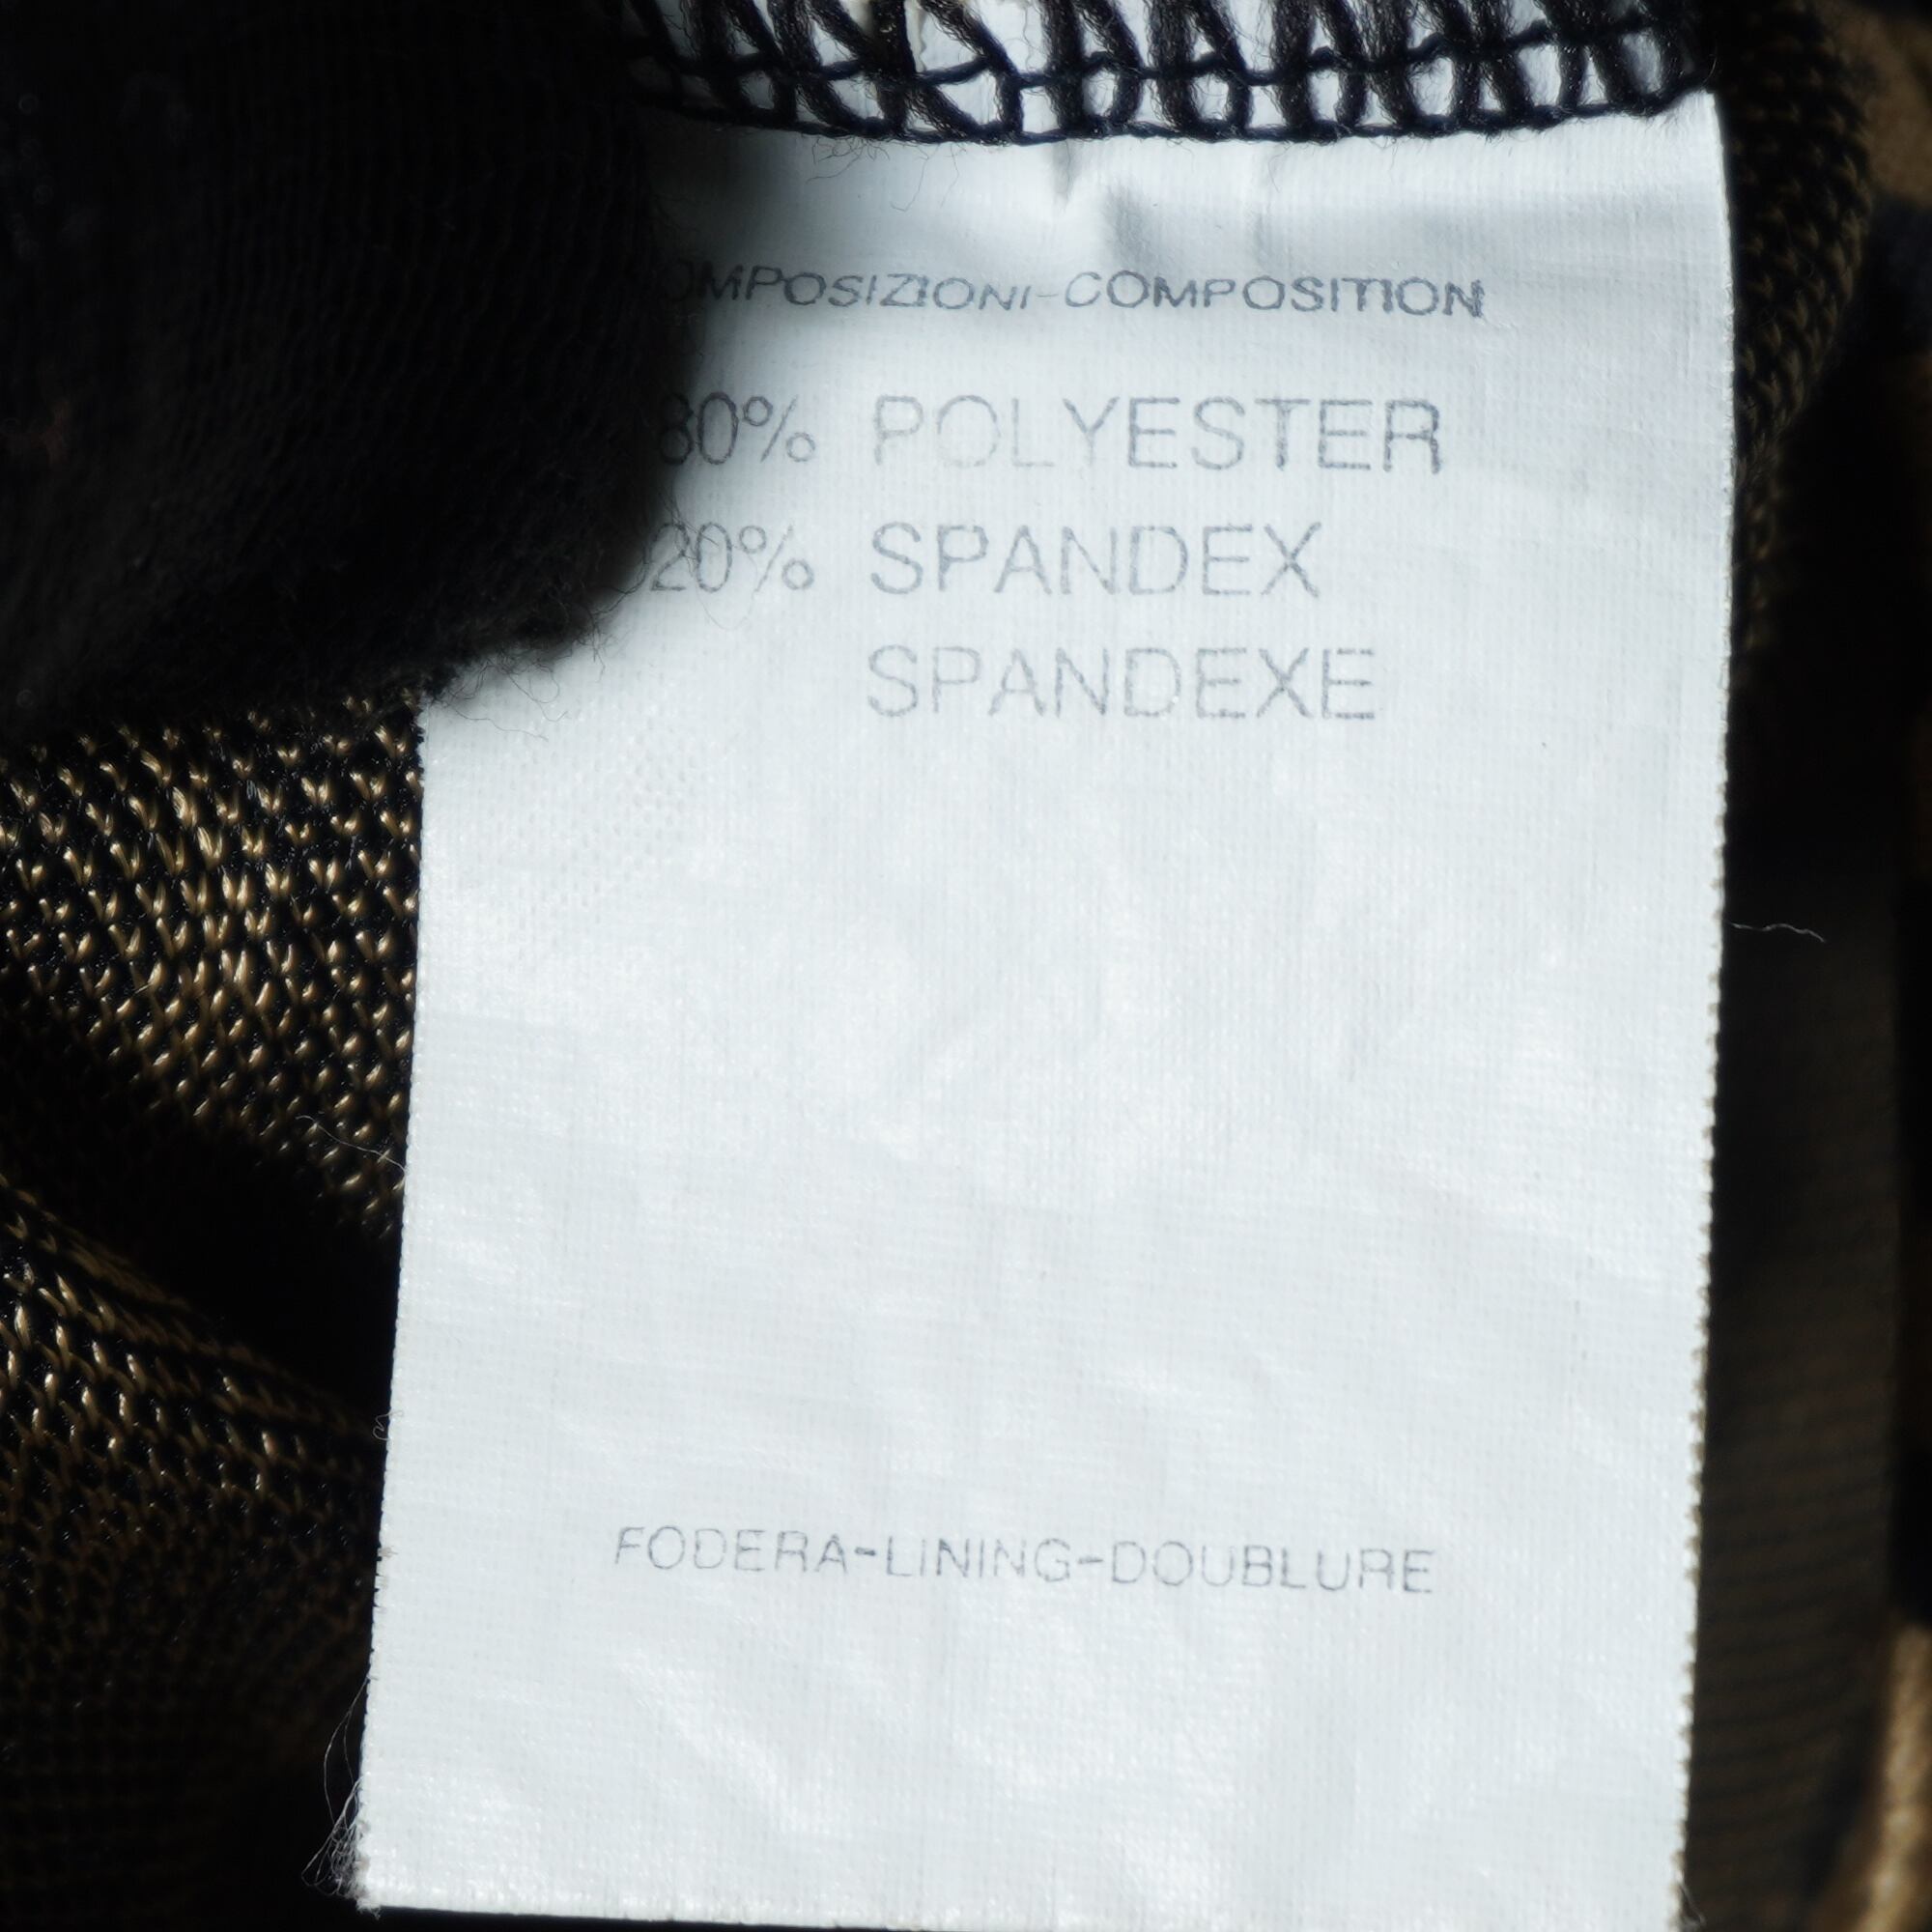 COMPOSIZIONI-COMPOSITION
80% POLYESTER
20% SPANDEX
SPANDEXE
FODERA-LINING-DOUBLURE